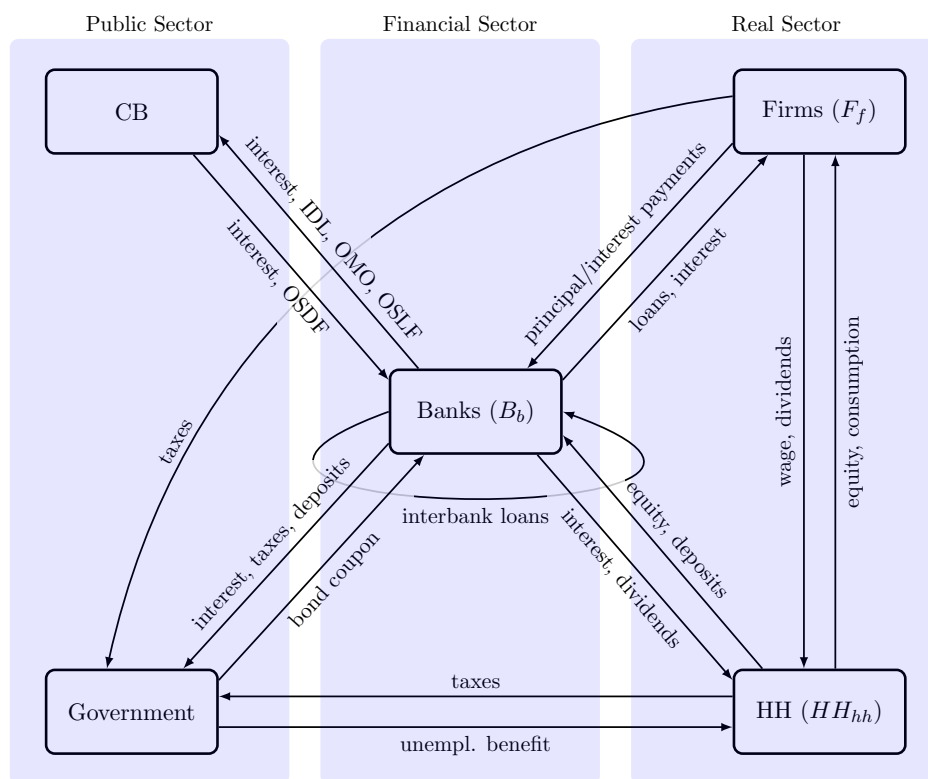 Public Sector
Financial Sector
Real Sector
CB
Firms (F_f)
interest, IDL, OMO, OSLF
interest, OSDF
principal/interest payments
loans, interest
wage, dividends
equity, consumption
taxes
Banks (B_b)
interbank loans
interest, taxes, deposits
bond coupon
equity, deposits
interest, dividends
Government
taxes
unempl. benefit
HH (HH_{hh})